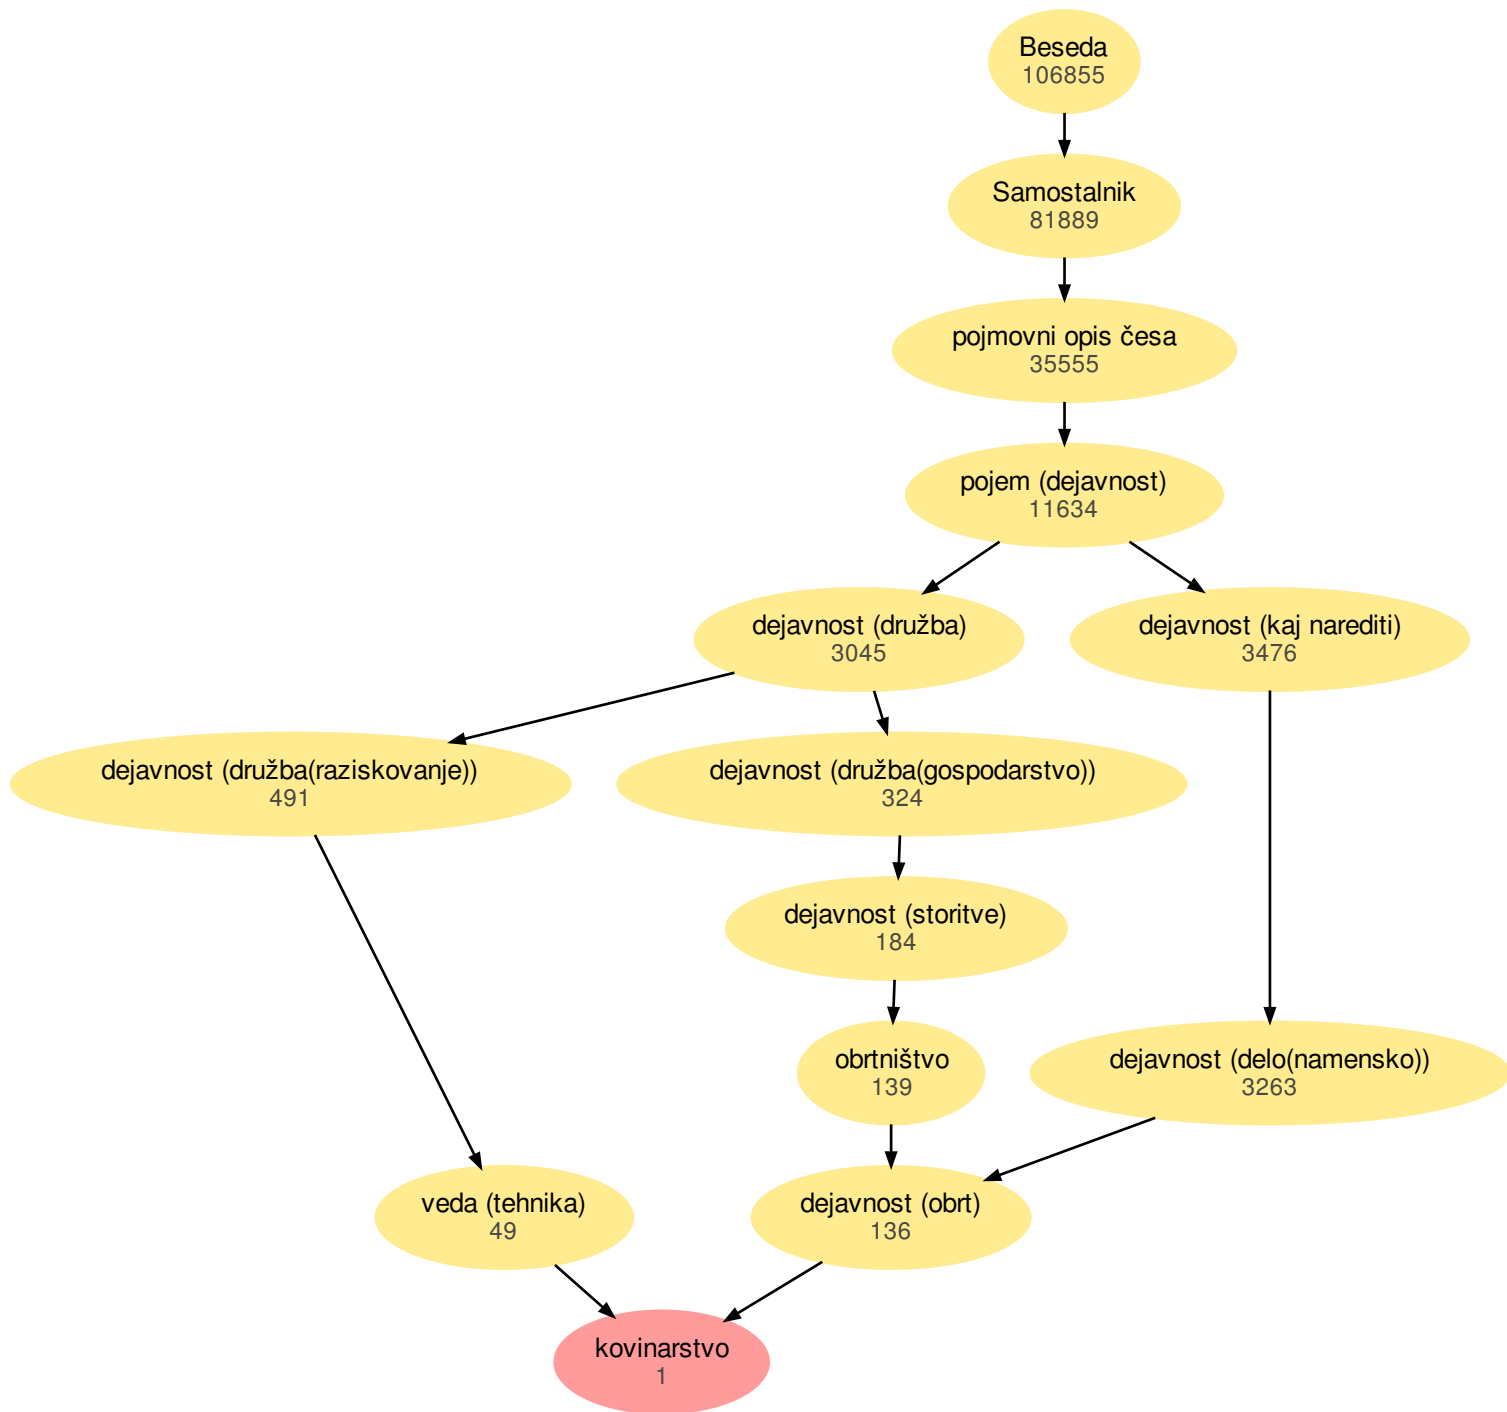 Beseda
106855
Samostalnik
81889
pojmovni opis česa
35555
pojem (dejavnost)
11634
dejavnost (družba)
3045
dejavnost (kaj narediti)
3476
dejavnost (družba(raziskovanje))
491
dejavnost (družba(gospodarstvo))
324
dejavnost (storitve)
184
obrtništvo
139
dejavnost (delo(namensko))
3263
veda (tehnika)
49
dejavnost (obrt)
136
kovinarstvo
1